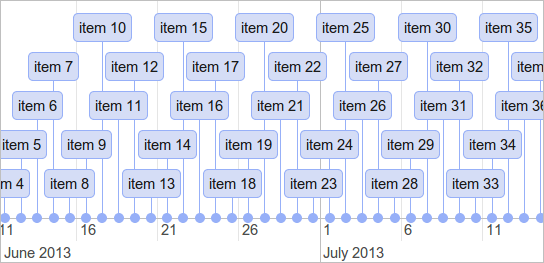 item 10 item 15 item 20 item 25 item 30 item 35
item 7 item 12 item 17 item 22 item 27 item 32 item
item 6 item 11 item 16 item 21 item 26 item 31 item 36
item 5 item 9 item 14 item 19 item 24 item 29 item 34
m 4 item 8 item 13 item 18 item 23 item 28 item 33
11 16 21 26 1 6 11
June 2013 July 2013